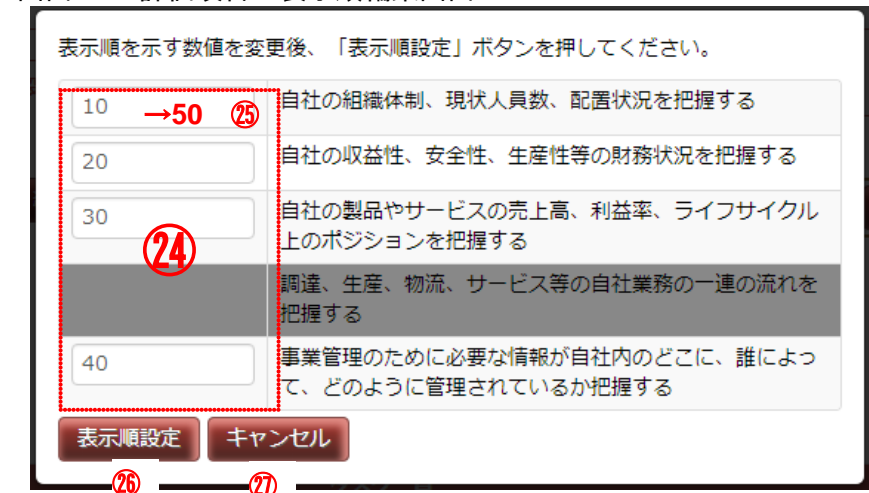 表示順を示す数値を変更後、「表示順設定」ボタンを押してください。
10 →50 ㉕ 自社の組織体制、現状人員数、配置状況を把握する
20 自社の収益性、安全性、生産性等の財務状況を把握する
30 自社の製品やサービスの売上高、利益率、ライフサイクル
上のポジションを把握する
㉔
調達、生産、物流、サービス等の自社業務の一連の流れを
把握する
40 事業管理のために必要な情報が自社内のどこに、誰によっ
て、どのように管理されているか把握する
表示順設定 キャンセル
㉖ ㉗